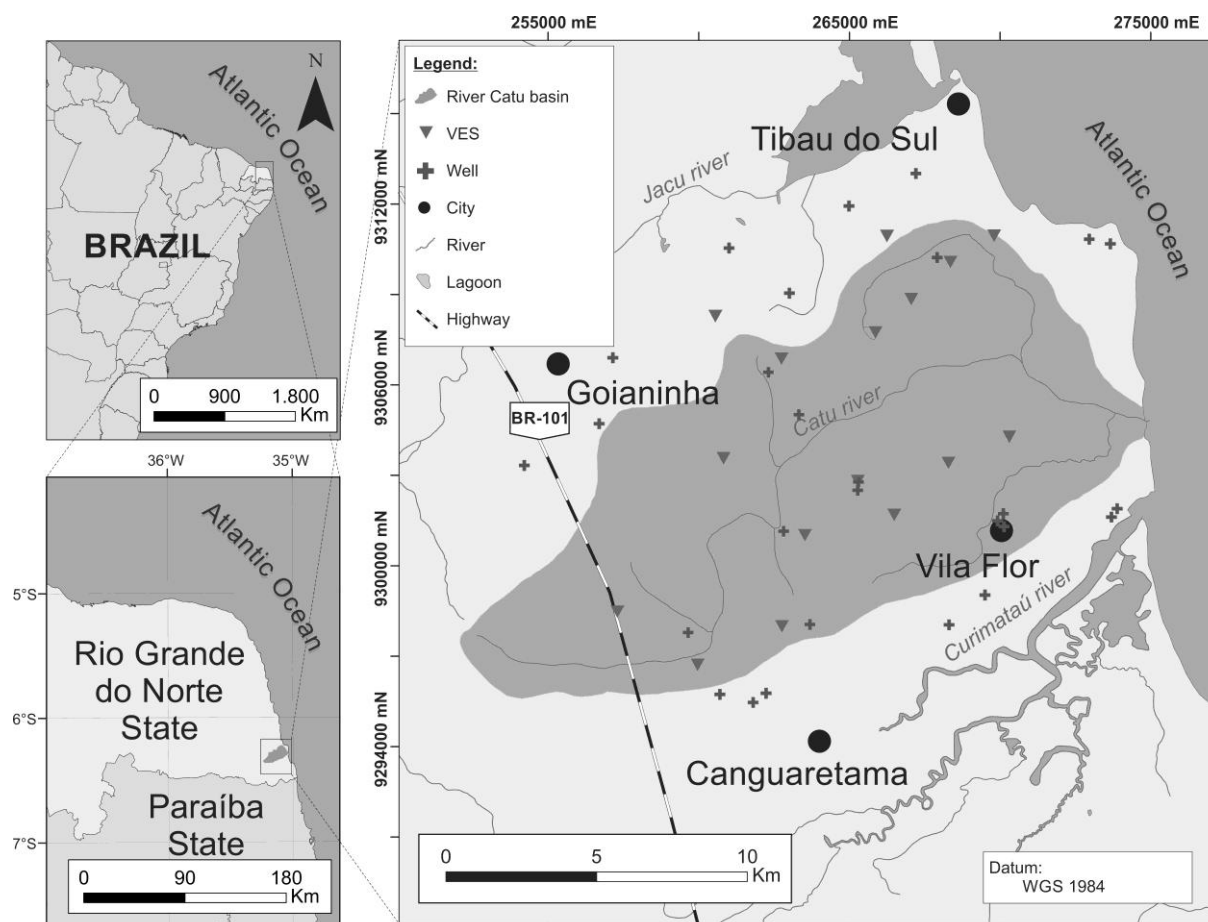 N
Atlantic Ocean
BRAZIL
0 900 1.800
Km
36°W 35°W
Atlantic Ocean
5°S
6°S
7°S
Rio Grande
do Norte
State
Paraíba
State
0 90 180
Km
255000 mE 265000 mE 275000 mE
9312000 mN
9306000 mN
9300000 mN
9294000 mN
Legend:
River Catu basin
VES
Well
City
River
Lagoon
Highway
Tibau do Sul
Jacu river
Atlantic Ocean
Goianinha
BR-101
Catu river
Vila Flor
Curimataú river
Canguaretama
0 5 10
Km
Datum:
WGS 1984